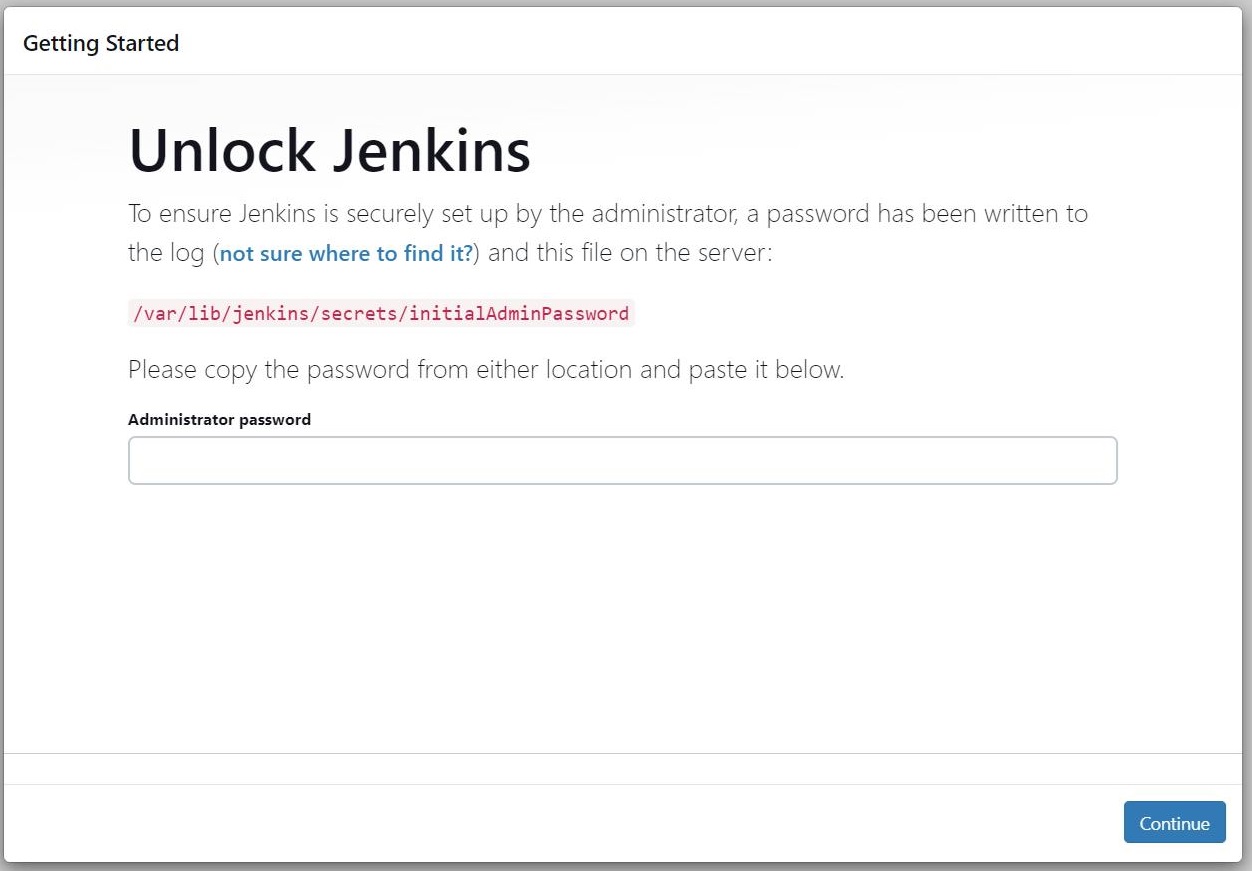 Getting Started
Unlock Jenkins
To ensure Jenkins is securely set up by the administrator, a password has been written to
the log (not sure where to find it?) and this file on the server:
/var/lib/jenkins/secrets/initialAdminPassword
Please copy the password from either location and paste it below.
Administrator password
Continue